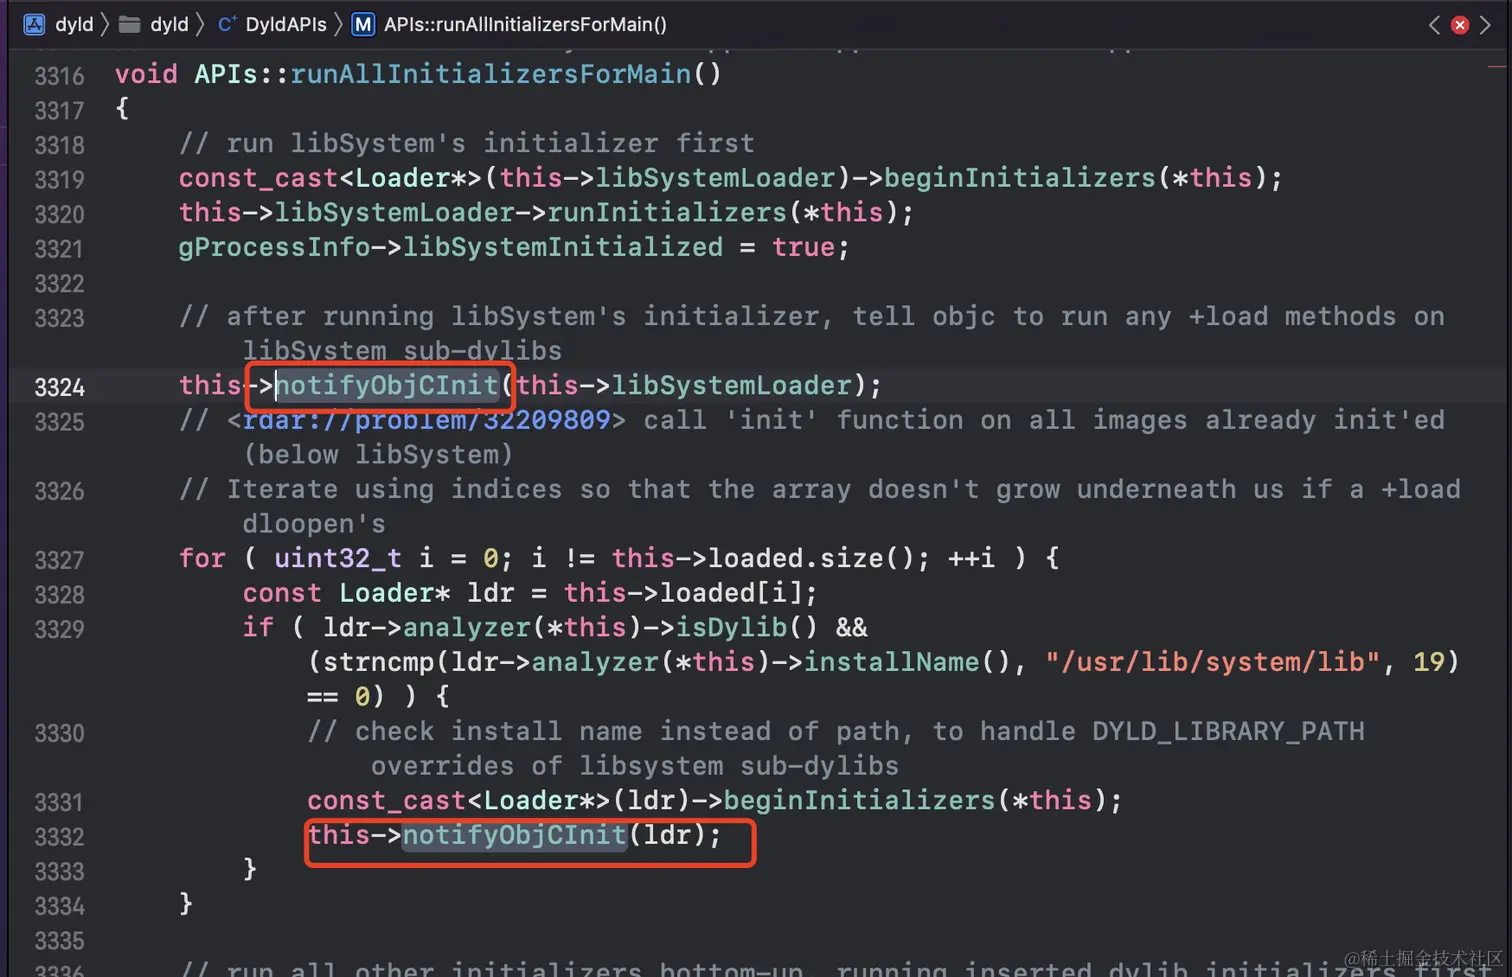 dyld 〉 dyld 〉 C⁺ DyldAPIs 〉 M APIs::runAllInitializersForMain()
3316 void APIs::runAllInitializersForMain()
3317 {
3318 // run libSystem's initializer first
3319 const_cast<Loader*>(this->libSystemLoader)->beginInitializers(*this);
3320 this->libSystemLoader->runInitializers(*this);
3321 gProcessInfo->libSystemInitialized = true;
3322
3323 // after running libSystem's initializer, tell objc to run any +load methods on
libSystem sub-dylibs
3324 this->notifyObjCInit(this->libSystemLoader);
3325 // <rdar://problem/32209809> call 'init' function on all images already init'ed
(below libSystem)
3326 // Iterate using indices so that the array doesn't grow underneath us if a +load
dloopen's
3327 for ( uint32_t i = 0; i != this->loaded.size(); ++i ) {
3328 const Loader* ldr = this->loaded[i];
3329 if ( ldr->analyzer(*this)->isDylib() &&
(strncmp(ldr->analyzer(*this)->installName(), "/usr/lib/system/lib", 19)
== 0) ) {
3330 // check install name instead of path, to handle DYLD_LIBRARY_PATH
overrides of libsystem sub-dylibs
3331 const_cast<Loader*>(ldr)->beginInitializers(*this);
3332 this->notifyObjCInit(ldr);
3333 }
3334 }
3335
3336 // run all other initializers bottom-up, running inserted dylib initializers
@稀土掘金技术社区